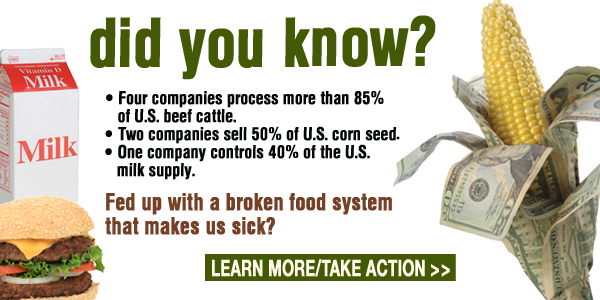 did you know?
• Four companies process more than 85%
of U.S. beef cattle.
• Two companies sell 50% of U.S. corn seed.
• One company controls 40% of the U.S.
milk supply.
Fed up with a broken food system
that makes us sick?
LEARN MORE/TAKE ACTION >>
Vitamin D
Milk
Milk
20